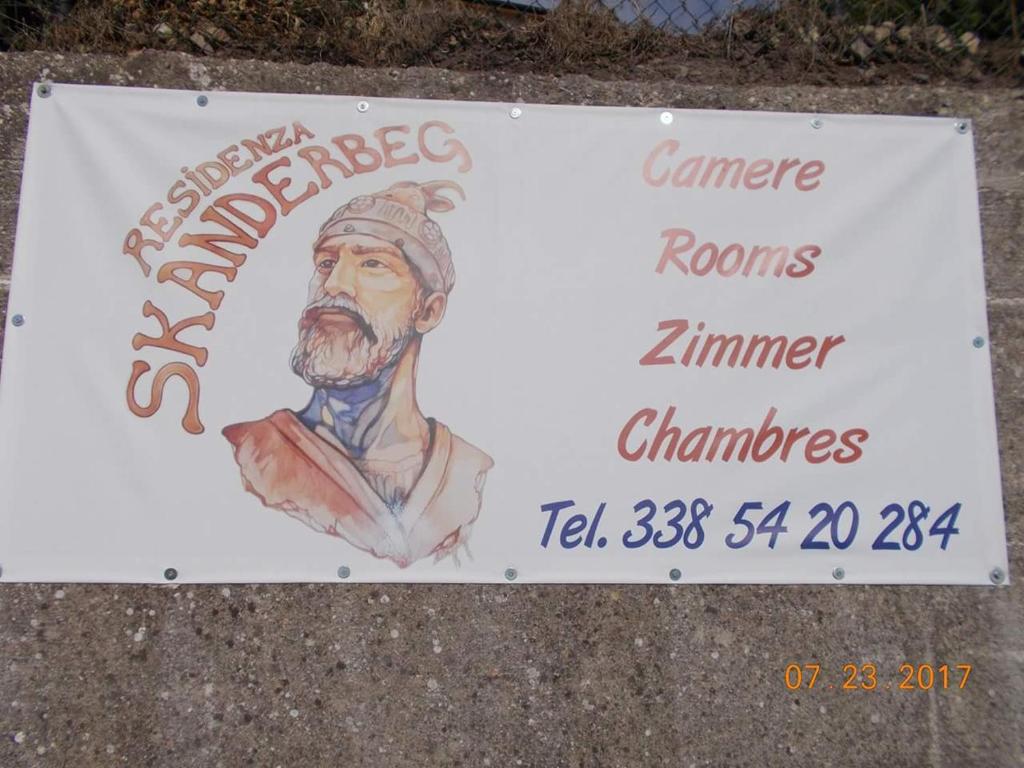 RESIDENZA
SKANDERBEG
Camere
Rooms
Zimmer
Chambres
Tel. 338 54 20 284
07.23.2017